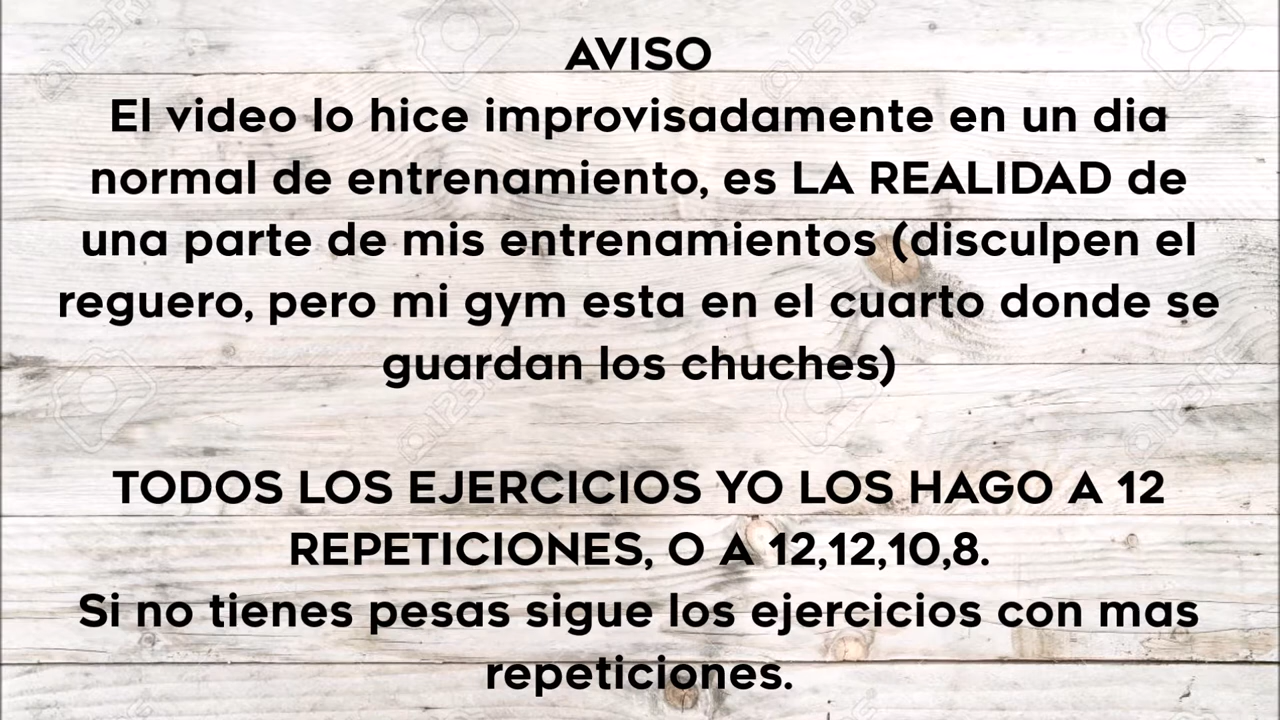 AVISO
El video lo hice improvisadamente en un dia
normal de entrenamiento, es LA REALIDAD de
una parte de mis entrenamientos (disculpen el
reguero, pero mi gym esta en el cuarto donde se
guardan los chuches)
TODOS LOS EJERCICIOS YO LOS HAGO A 12
REPETICIONES, O A 12,12,10,8.
Si no tienes pesas sigue los ejercicios con mas
repeticiones.